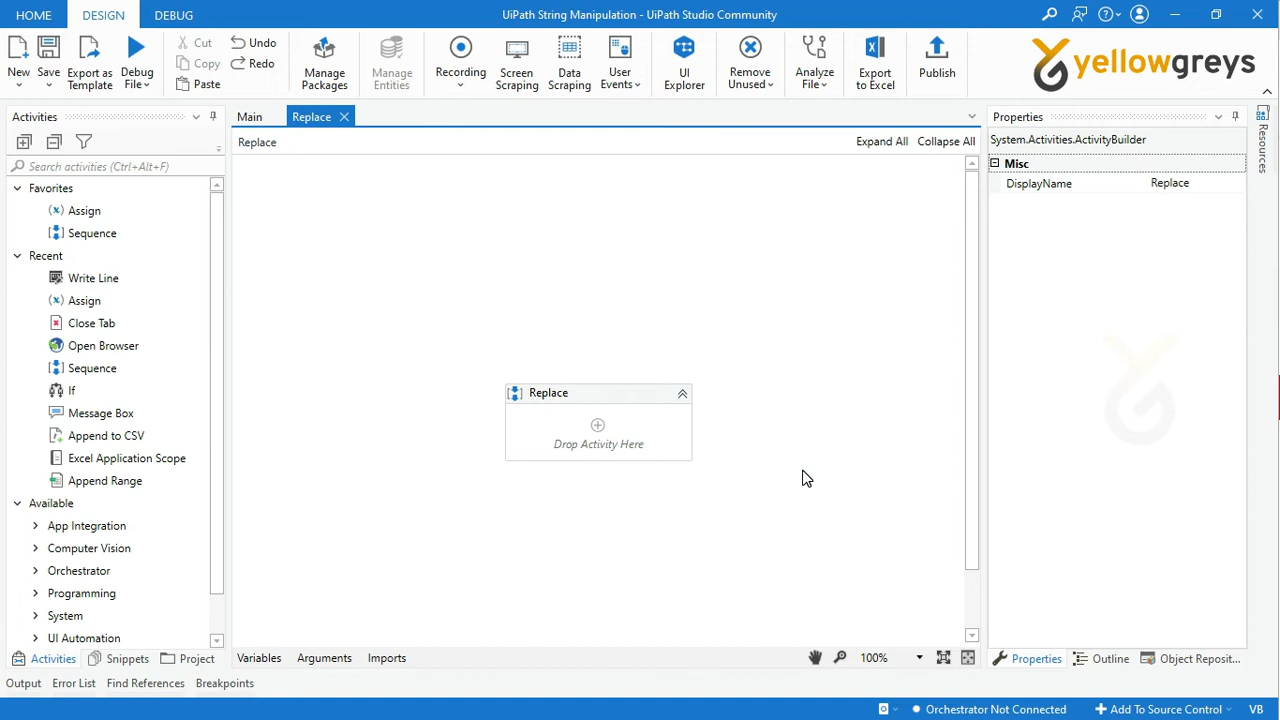 HOME DESIGN DEBUG UiPath String Manipulation - UiPath Studio Community
New Save Export as Template Debug File Cut Copy Paste Undo Redo Manage Packages Manage Entities Recording Screen Scraping Data Scraping User Events UI Explorer Remove Unused Analyze File Export to Excel Publish yellowgreys
Activities
Search activities (Ctrl+Alt+F)
Favorites
Assign
Sequence
Recent
Write Line
Assign
Close Tab
Open Browser
Sequence
If
Message Box
Append to CSV
Excel Application Scope
Append Range
Available
App Integration
Computer Vision
Orchestrator
Programming
System
UI Automation
Activities Snippets Project
Main Replace
Replace Expand All Collapse All
Replace
Drop Activity Here
Variables Arguments Imports 100%
Properties
System.Activities.ActivityBuilder
Misc
DisplayName Replace
Resources
Properties Outline Object Reposit...
Output Error List Find References Breakpoints
Orchestrator Not Connected Add To Source Control VB